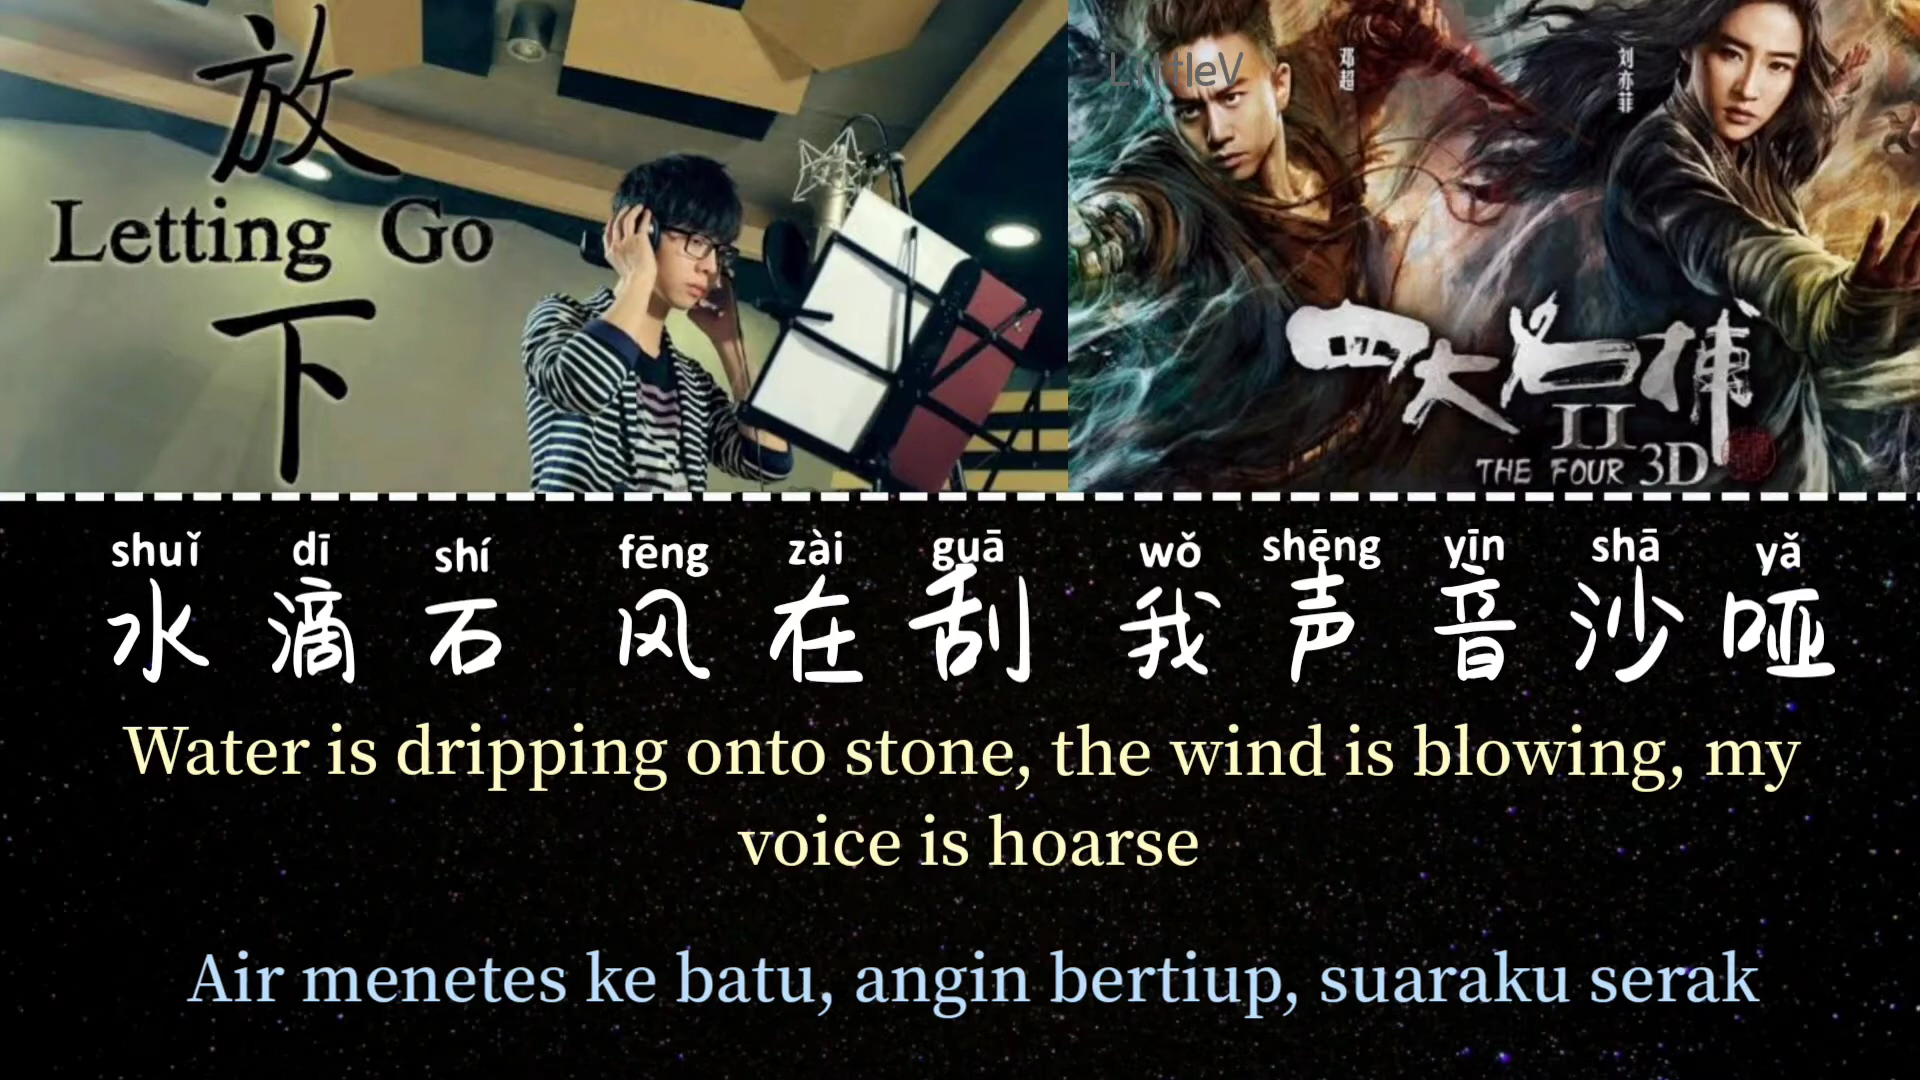 放
Letting Go
下
LittleV
邓超
刘亦菲
四大名捕
II
THE FOUR 3D
shuǐ dī shí fēng zài guā wǒ shēng yīn shā yǎ
水滴石 风在刮 我声音沙哑
Water is dripping onto stone, the wind is blowing, my
voice is hoarse
Air menetes ke batu, angin bertiup, suaraku serak